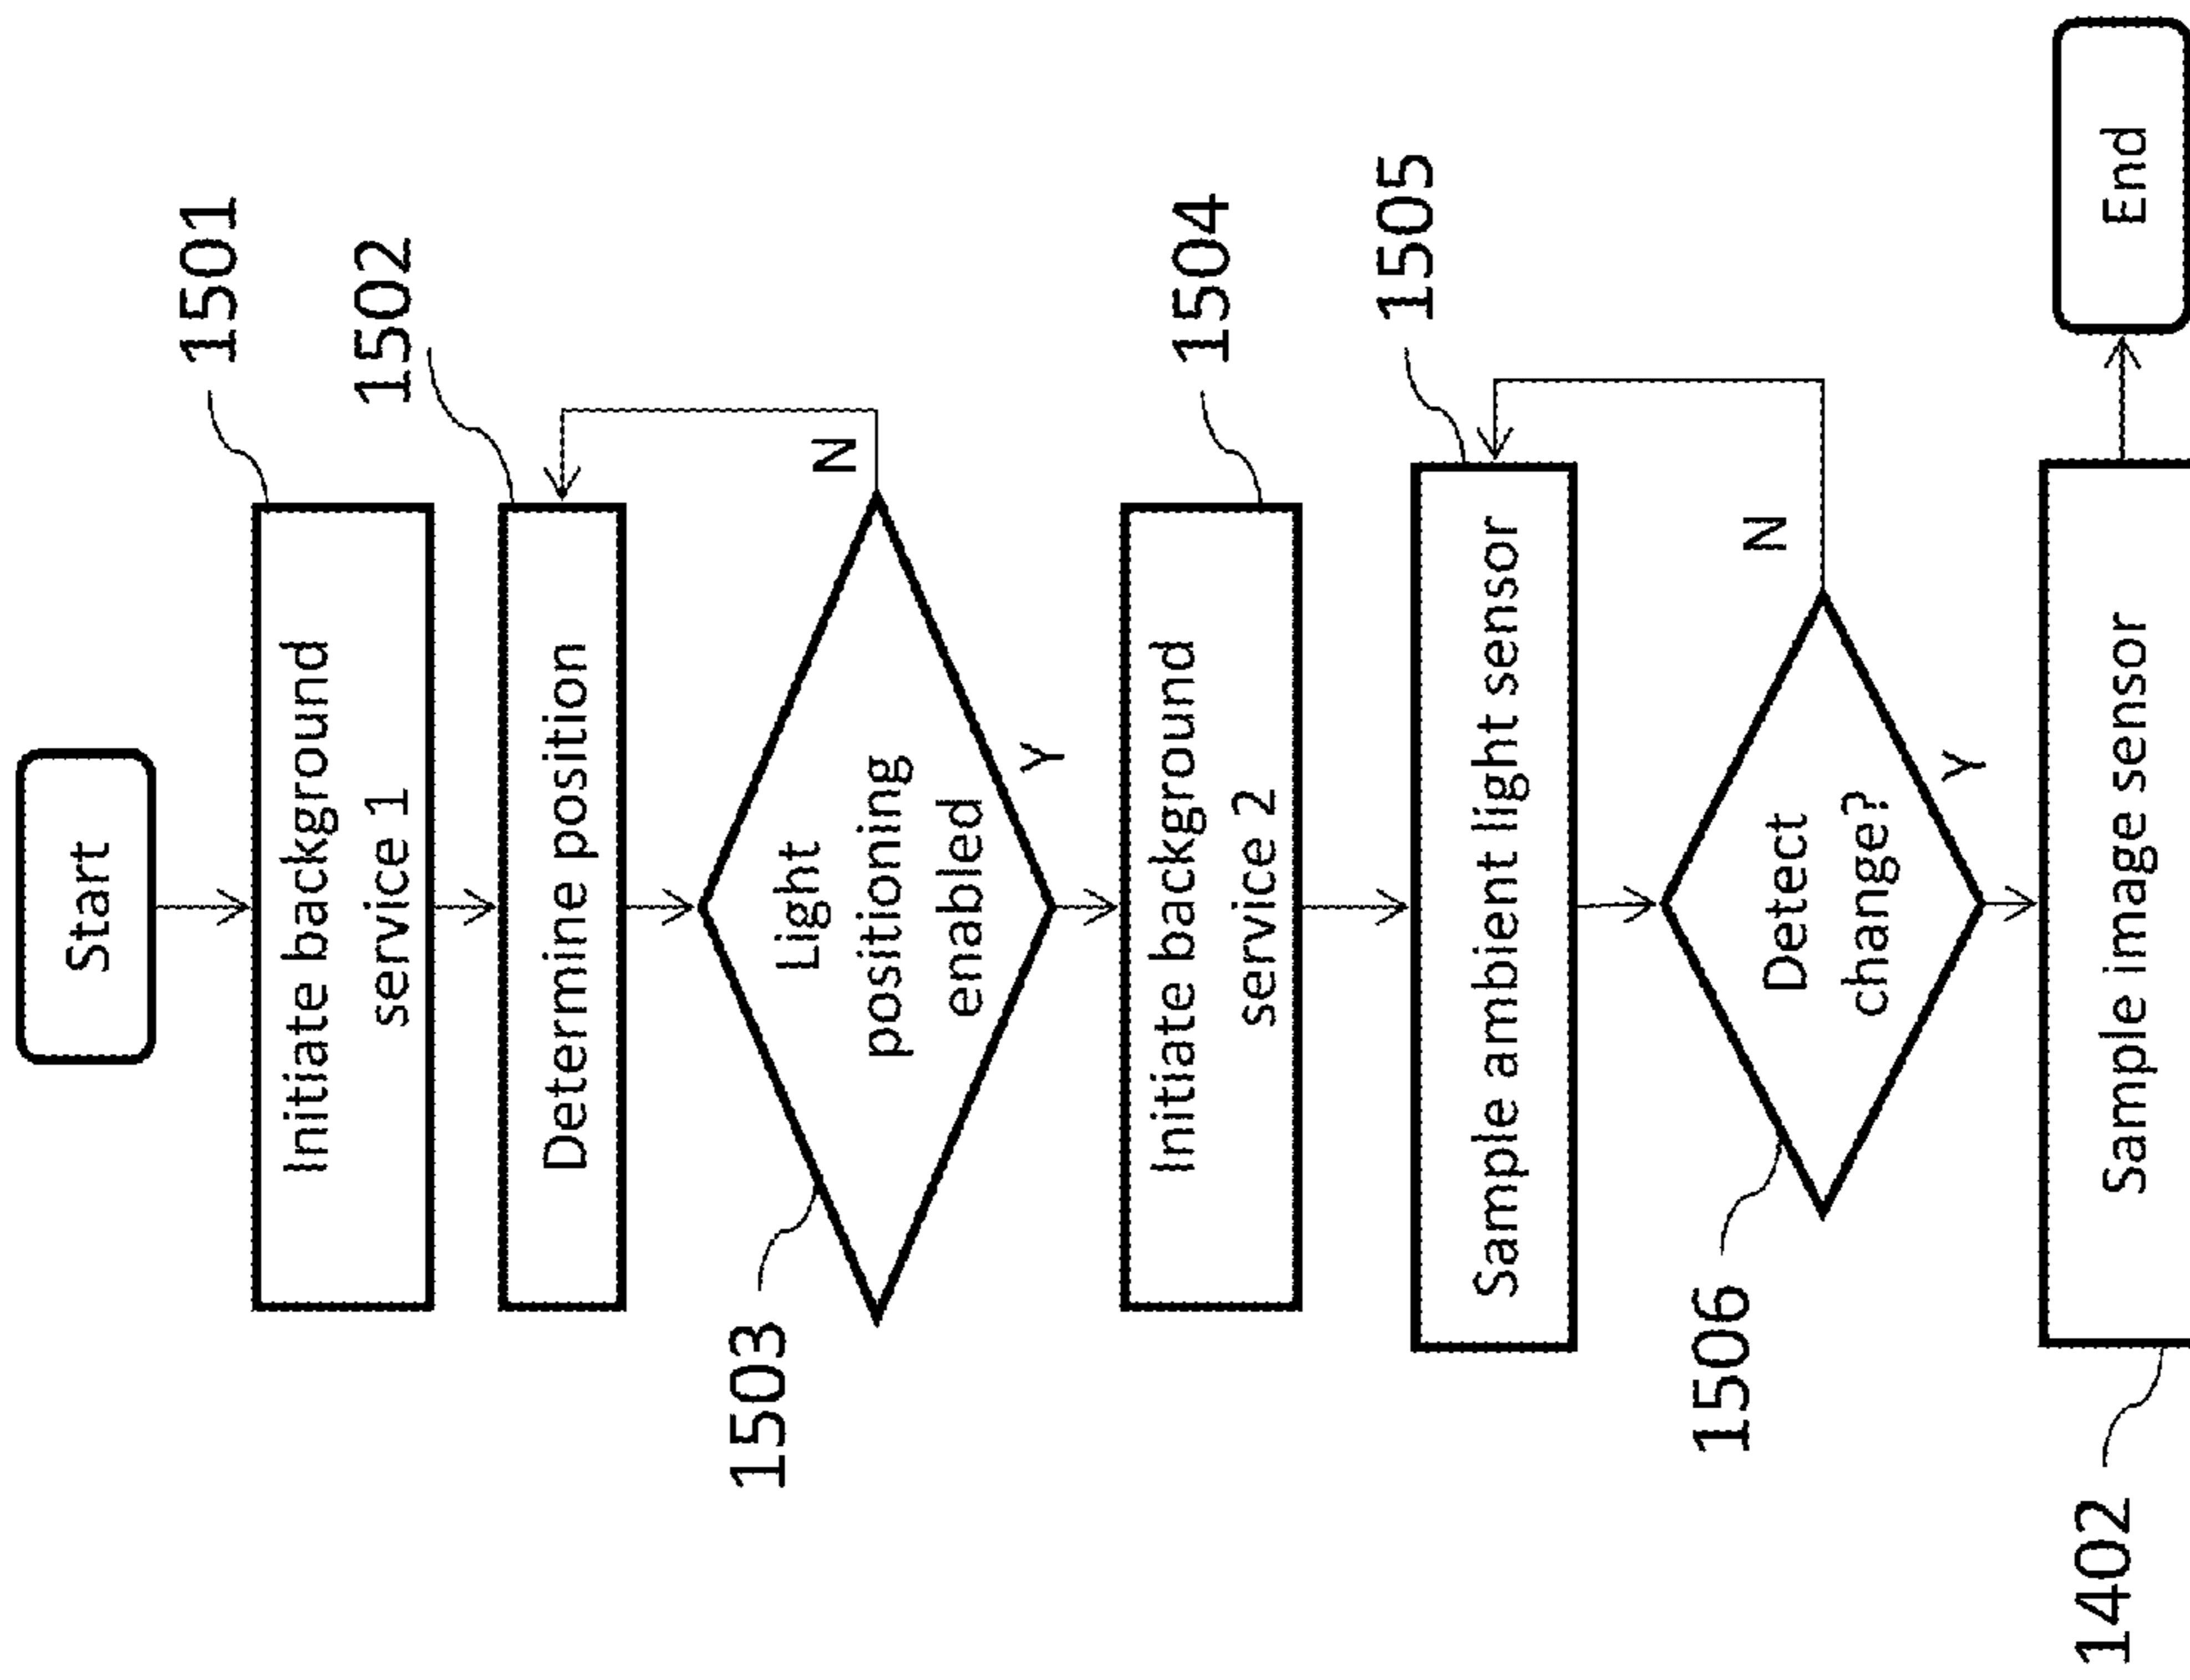 Start
1501
Initiate background
service 1
1502
Determine position
1503
Light
positioning
enabled
N
Y
1504
Initiate background
service 2
1505
Sample ambient light sensor
1506
Detect
change?
N
Y
1402
Sample image sensor
End